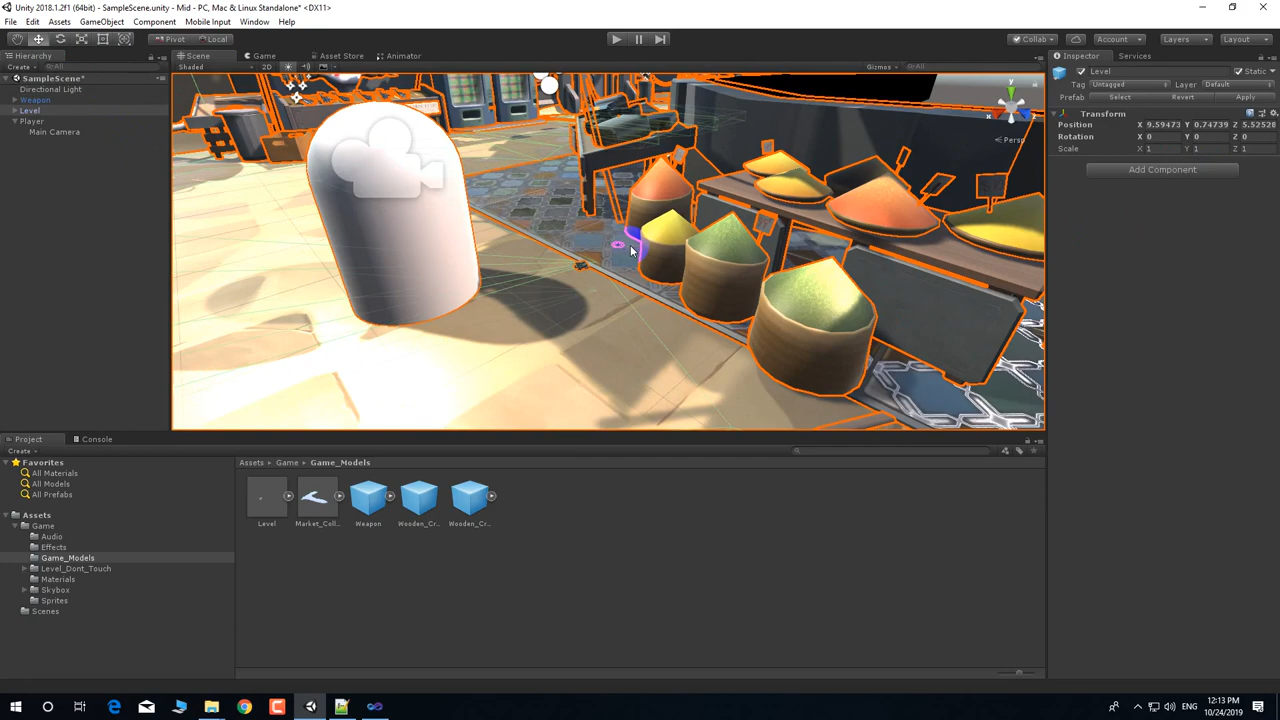 Unity 2018.1.2f1 (64bit) - SampleScene.unity - Mid - PC, Mac & Linux Standalone* <DX11>
File Edit Assets GameObject Component Mobile Input Window Help
Pivot Local Collab Account Layers Layout
Hierarchy Scene Game Asset Store Animator Inspector Services
Create All Shaded 2D Gizmos All
Level Static
SampleScene*
Directional Light
Weapon
Level
Player
Main Camera
Tag Untagged Layer Default
Prefab Select Revert Apply
Transform
Position X 9.59473 Y 0.74739 Z 5.52528
Rotation X 0 Y 0 Z 0
Scale X 1 Y 1 Z 1
Add Component
y
x
Persp
Project Console
Create
Favorites
All Materials
All Models
All Prefabs
Assets
Game
Audio
Effects
Game_Models
Level_Dont_Touch
Materials
Skybox
Sprites
Scenes
Assets Game Game_Models
Level Market_Coll... Weapon Wooden_Cr... Wooden_Cr...
12:13 PM
10/24/2019